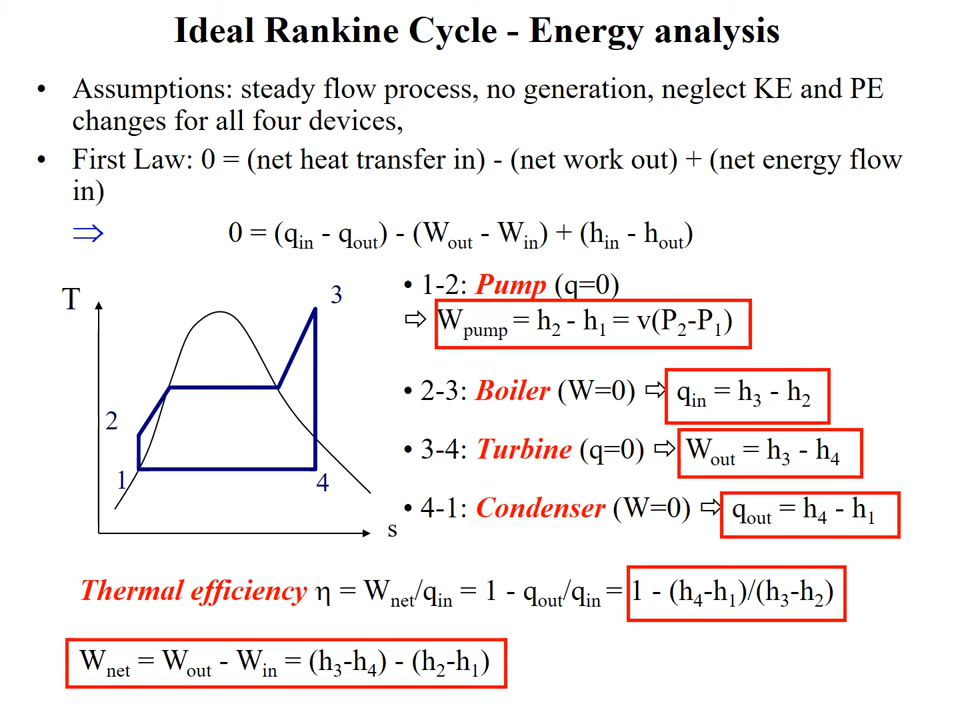 Ideal Rankine Cycle - Energy analysis
• Assumptions: steady flow process, no generation, neglect KE and PE
changes for all four devices,
• First Law: 0 = (net heat transfer in) - (net work out) + (net energy flow
in)
⇒ 0 = (qin - qout) - (Wout - Win) + (hin - hout)
T
3
2
1
4
s
• 1-2: Pump (q=0)
⇨ Wpump = h2 - h1 = v(P2-P1)
• 2-3: Boiler (W=0) ⇨ qin = h3 - h2
• 3-4: Turbine (q=0) ⇨ Wout = h3 - h4
• 4-1: Condenser (W=0) ⇨ qout = h4 - h1
Thermal efficiency η = Wnet/qin = 1 - qout/qin = 1 - (h4-h1)/(h3-h2)
Wnet = Wout - Win = (h3-h4) - (h2-h1)